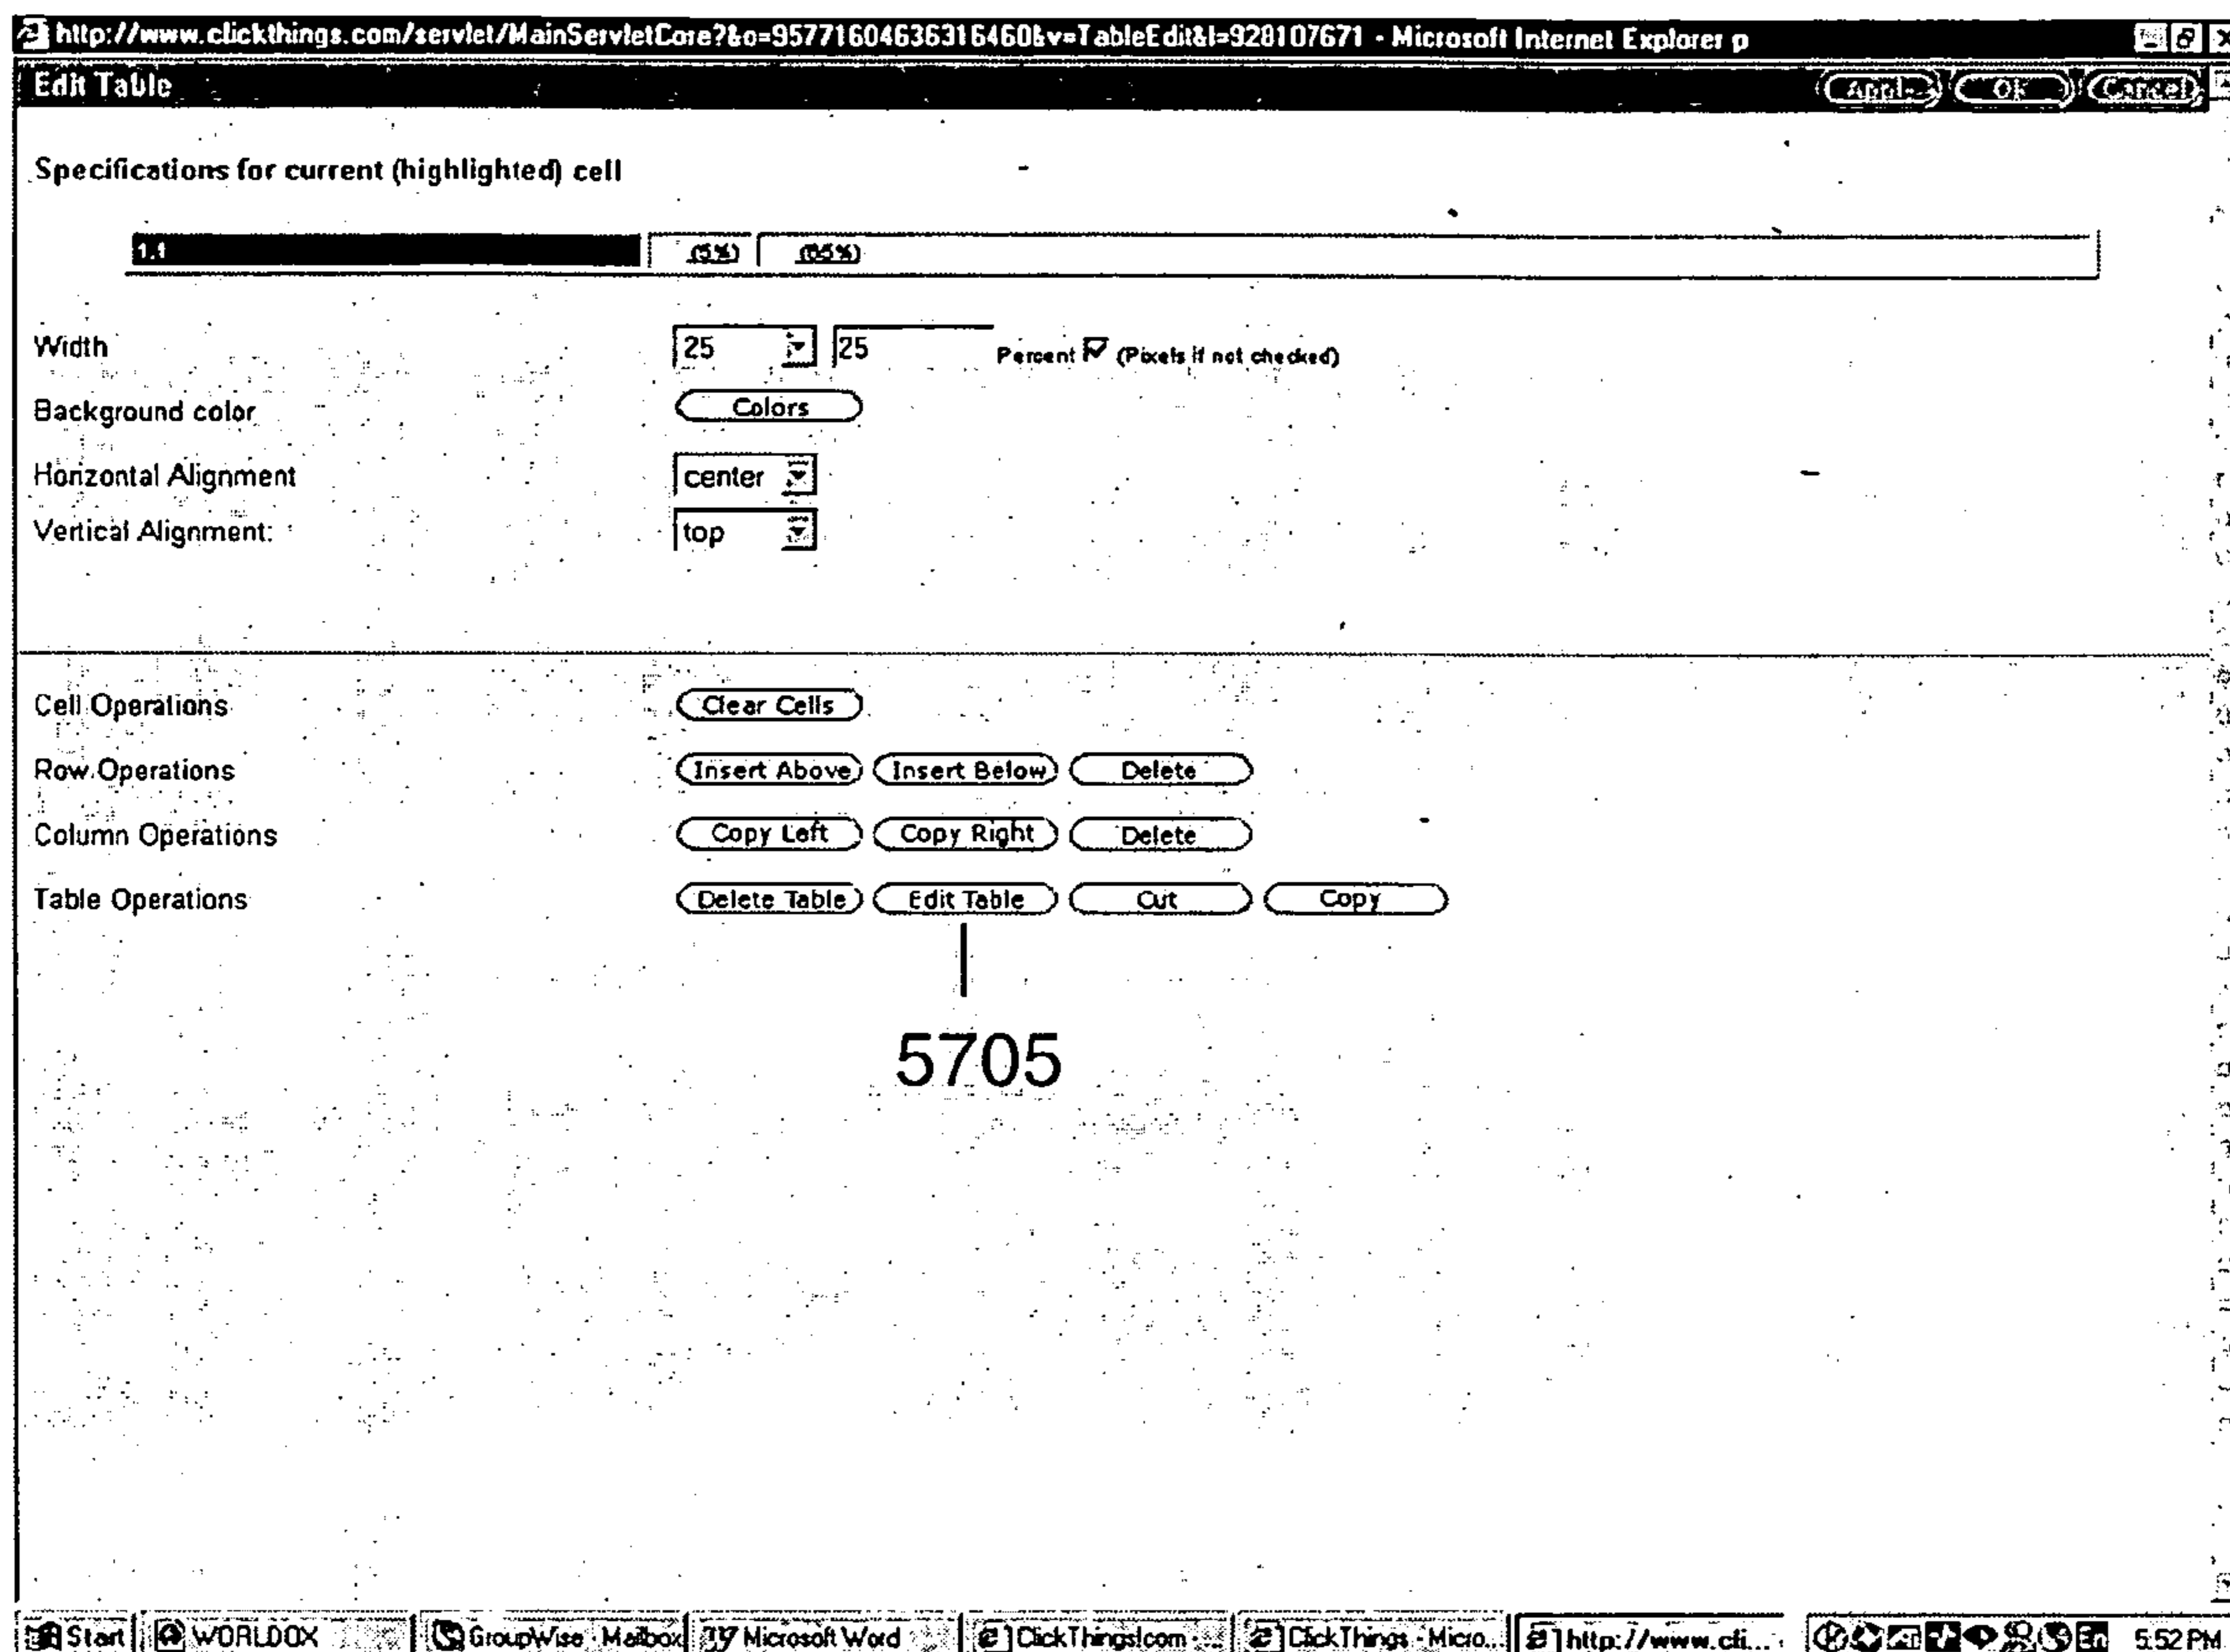 http://www.clickthings.com/servlet/MainServletCore?&o=957716046363164606v=TableEdit&l=928107671 - Microsoft Internet Explorer p
Edit Table OK Cancel
Specifications for current (highlighted) cell
1.1 (5%)
Width 25 25 Percent (Pixels if not checked)
Background color Colors
Horizontal Alignment center
Vertical Alignment: top
Cell Operations Clear Cells
Row Operations Insert Above Insert Below Delete
Column Operations Copy Left Copy Right Delete
Table Operations Delete Table Edit Table Cut Copy
5705
Start WORLDOX GroupWise - Mailbox Microsoft Word ClickThings!com - ... ClickThings - Micro... http://www.cli... En 5:52 PM